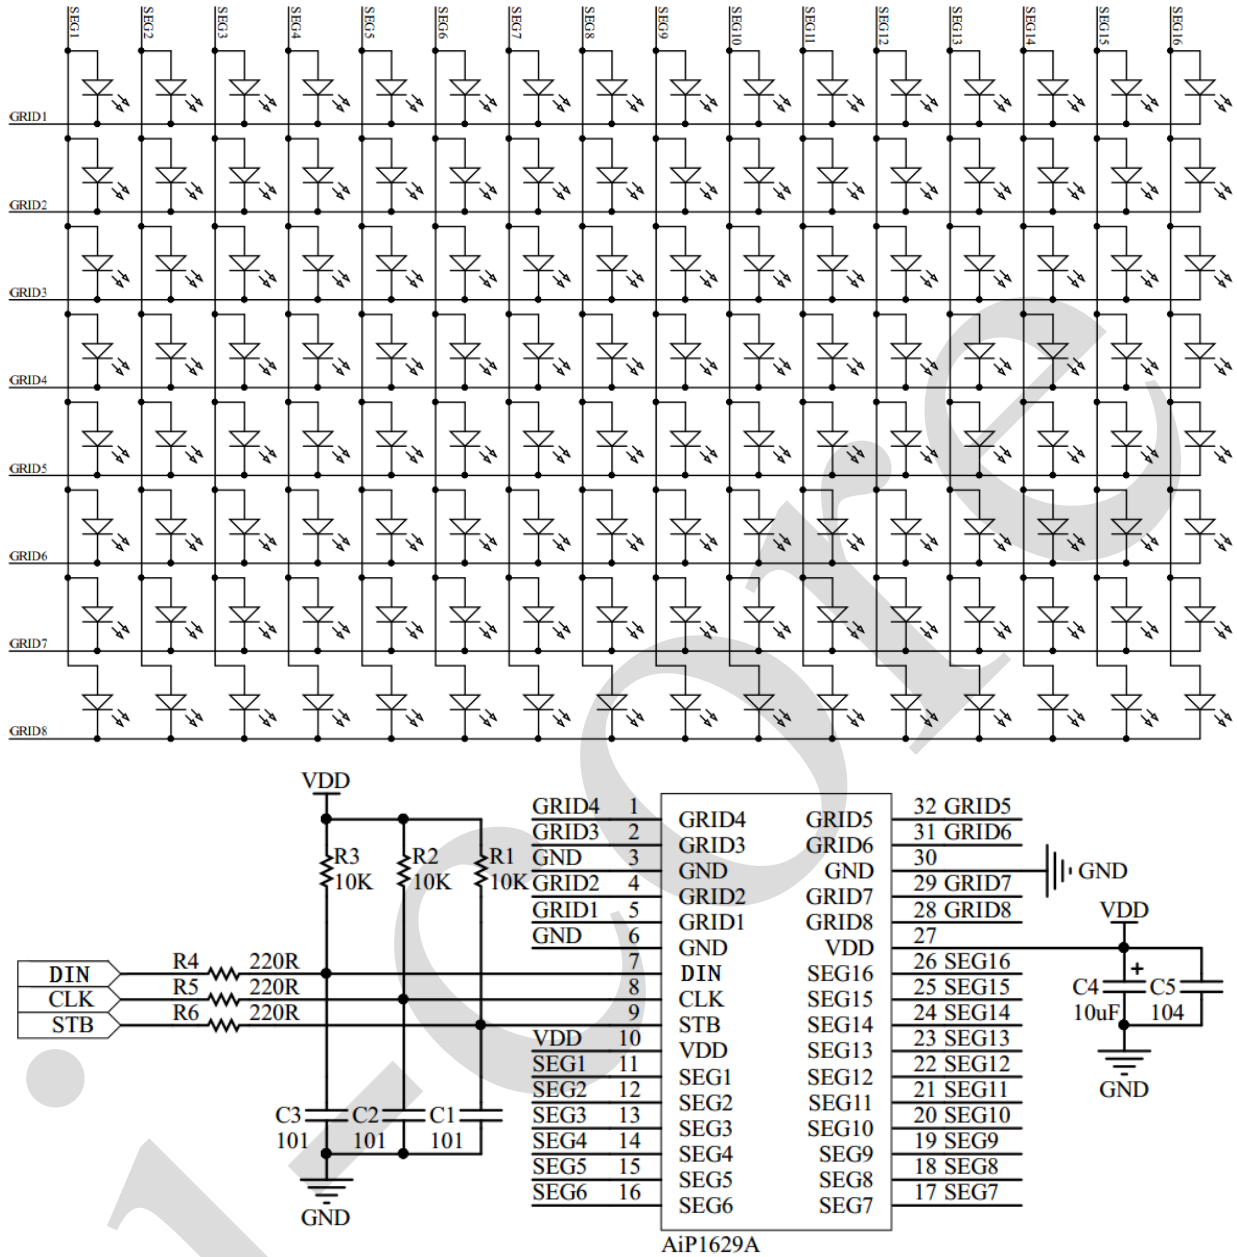 SEG1 SEG2 SEG3 SEG4 SEG5 SEG6 SEG7 SEG8 SEG9 SEG10 SEG11 SEG12 SEG13 SEG14 SEG15 SEG16
GRID1
GRID2
GRID3
GRID4
GRID5
GRID6
GRID7
GRID8
VDD
GRID4 1 GRID4 GRID5 32 GRID5
GRID3 2 GRID3 GRID6 31 GRID6
R3 R2 R1 GND 3 GND GND 30 GND
10K 10K 10K GRID2 4 GRID2 GRID7 29 GRID7
GRID1 5 GRID1 GRID8 28 GRID8 VDD
GND 6 GND VDD 27
DIN R4 220R 7 DIN SEG16 26 SEG16 +
CLK R5 220R 8 CLK SEG15 25 SEG15 C4 C5
STB R6 220R 9 STB SEG14 24 SEG14 10uF 104
VDD 10 VDD SEG13 23 SEG13
SEG1 11 SEG1 SEG12 22 SEG12 GND
SEG2 12 SEG2 SEG11 21 SEG11
C3 C2 C1 SEG3 13 SEG3 SEG10 20 SEG10
101 101 101 SEG4 14 SEG4 SEG9 19 SEG9
SEG5 15 SEG5 SEG8 18 SEG8
GND SEG6 16 SEG6 SEG7 17 SEG7
AiP1629A
i-core